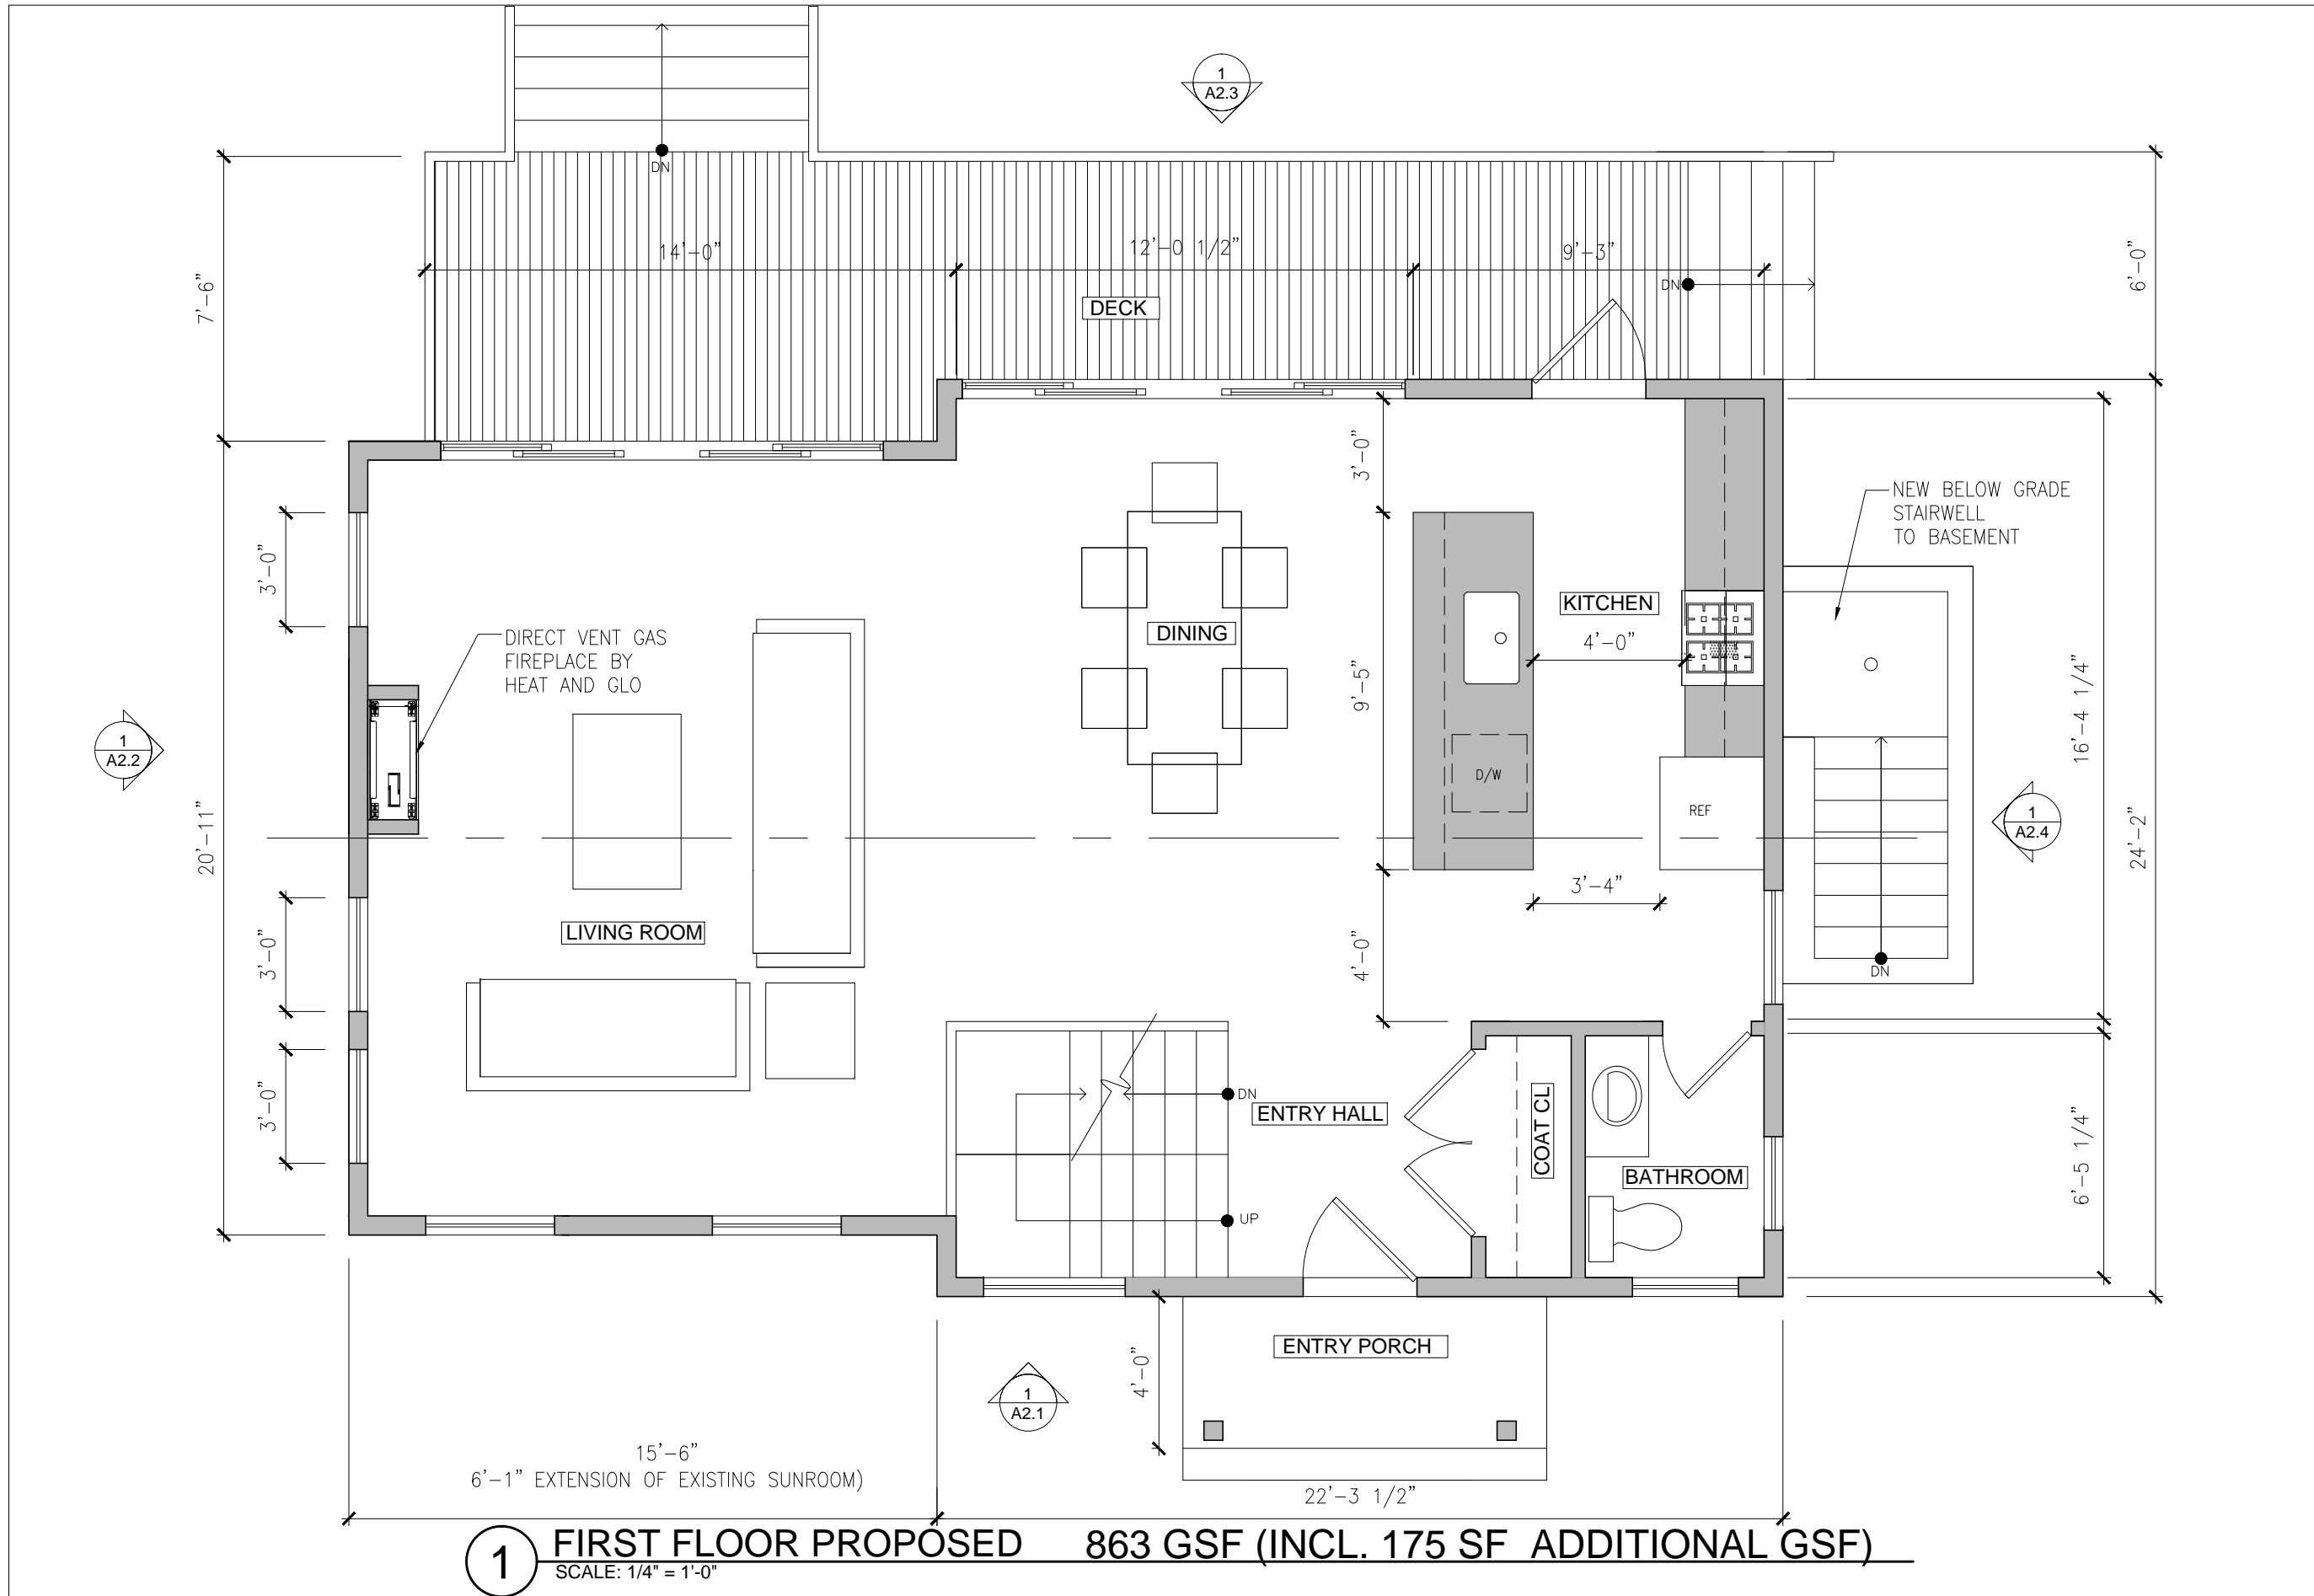 1
A2.3
DN
14'-0"
12'-0 1/2"
9'-3"
DN
7'-6"
6'-0"
DECK
3'-0"
NEW BELOW GRADE
STAIRWELL
TO BASEMENT
3'-0"
DIRECT VENT GAS
FIREPLACE BY
HEAT AND GLO
DINING
KITCHEN
4'-0"
9'-5"
16'-4 1/4"
1
A2.2
D/W
REF
1
A2.4
20'-11"
24'-2"
3'-4"
LIVING ROOM
3'-0"
4'-0"
DN
3'-0"
DN
ENTRY HALL
COAT CL
BATHROOM
6'-5 1/4"
UP
ENTRY PORCH
4'-0"
1
A2.1
15'-6"
6'-1" EXTENSION OF EXISTING SUNROOM)
22'-3 1/2"
1
FIRST FLOOR PROPOSED 863 GSF (INCL. 175 SF ADDITIONAL GSF)
SCALE: 1/4" = 1'-0"